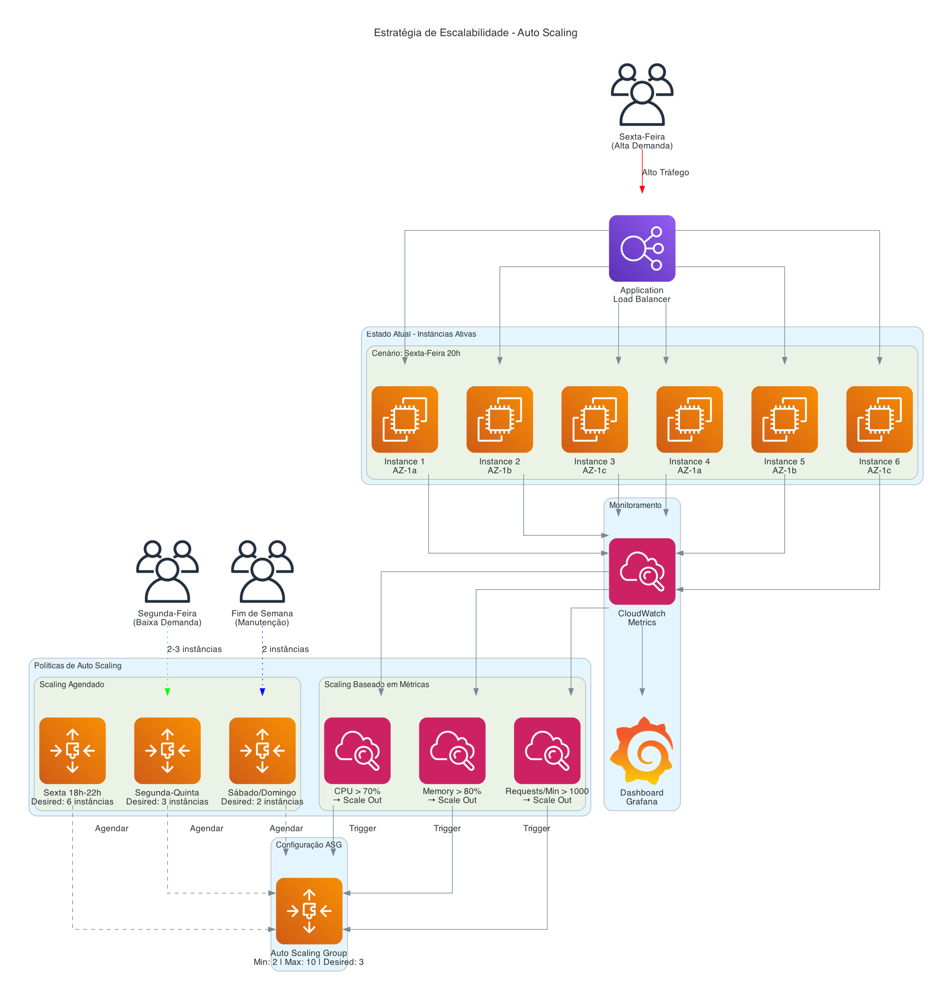 Estratégia de Escalabilidade - Auto Scaling
Sexta-Feira
(Alta Demanda)
Alto Tráfego
Application
Load Balancer
Estado Atual - Instâncias Ativas
Cenário: Sexta-Feira 20h
Instance 1
AZ-1a
Instance 2
AZ-1b
Instance 3
AZ-1c
Instance 4
AZ-1a
Instance 5
AZ-1b
Instance 6
AZ-1c
Monitoramento
CloudWatch
Metrics
Segunda-Feira
(Baixa Demanda)
Fim de Semana
(Manutenção)
2-3 instâncias
2 instâncias
Políticas de Auto Scaling
Scaling Agendado
Scaling Baseado em Métricas
Sexta 18h-22h
Desired: 6 instâncias
Segunda-Quinta
Desired: 3 instâncias
Sábado/Domingo
Desired: 2 instâncias
CPU > 70%
→ Scale Out
Memory > 80%
→ Scale Out
Requests/Min > 1000
→ Scale Out
Dashboard
Grafana
Agendar
Agendar
Agendar
Trigger
Trigger
Trigger
Configuração ASG
Auto Scaling Group
Min: 2 | Max: 10 | Desired: 3